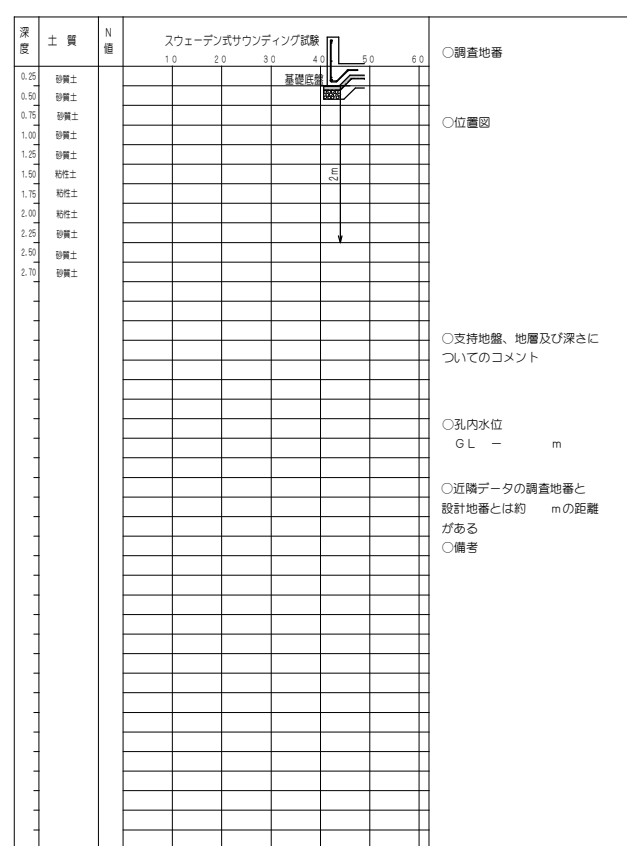 深度 土質 N値 スウェーデン式サウンディング試験
10 20 30 40 50 60
基礎底盤
2m
0.25 砂質土
0.50 砂質土
0.75 砂質土
1.00 砂質土
1.25 砂質土
1.50 粘性土
1.75 粘性土
2.00 粘性土
2.25 砂質土
2.50 砂質土
2.70 砂質土
○調査地番
○位置図
○支持地盤、地層及び深さに
ついてのコメント
○孔内水位
GL － m
○近隣データの調査地番と
設計地番とは約 mの距離
がある
○備考